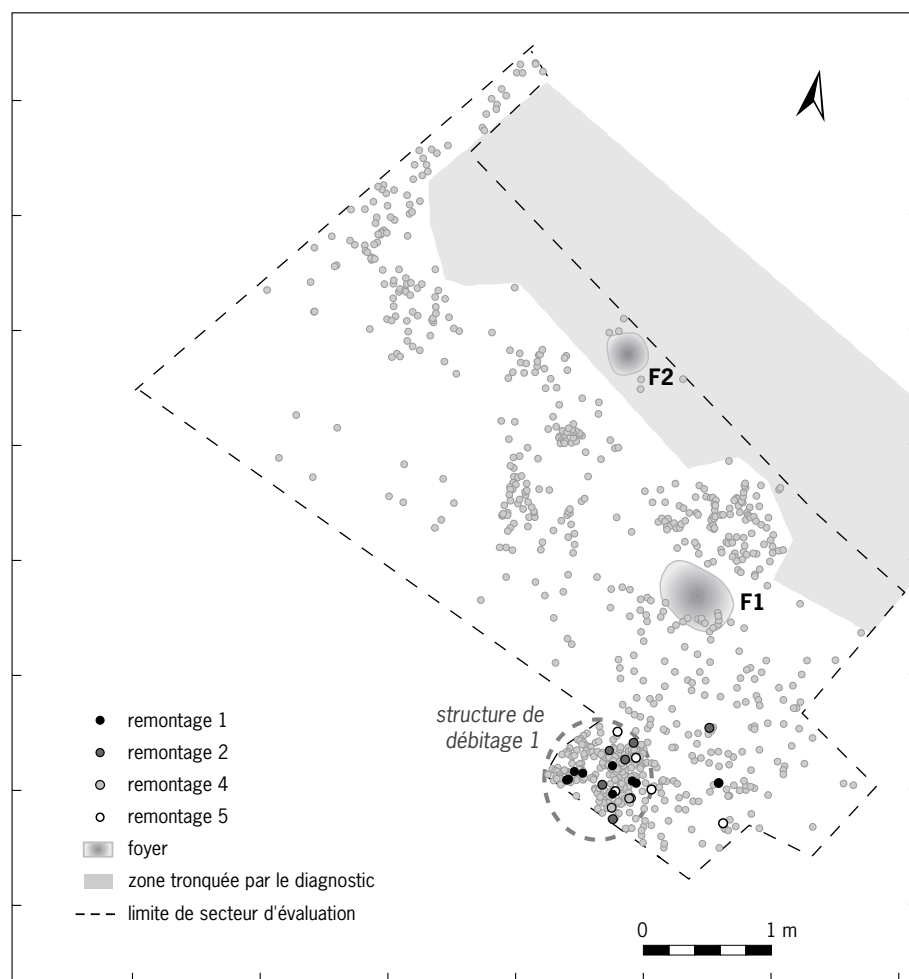 F2
F1
structure de
débitage 1
remontage 1
remontage 2
remontage 4
remontage 5
foyer
zone tronquée par le diagnostic
limite de secteur d'évaluation
0 1 m